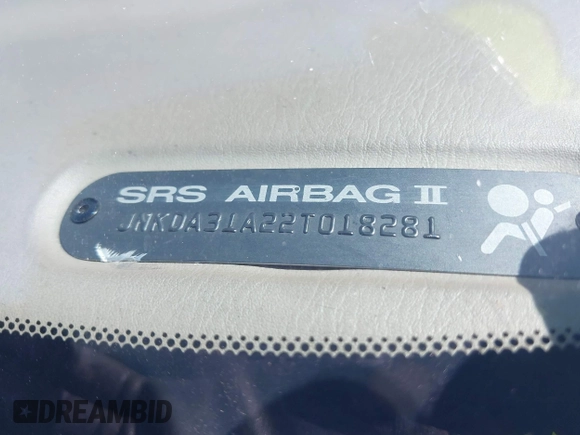 SRS AIRBAG II
JNKDA31A22T018281
DREAMBID